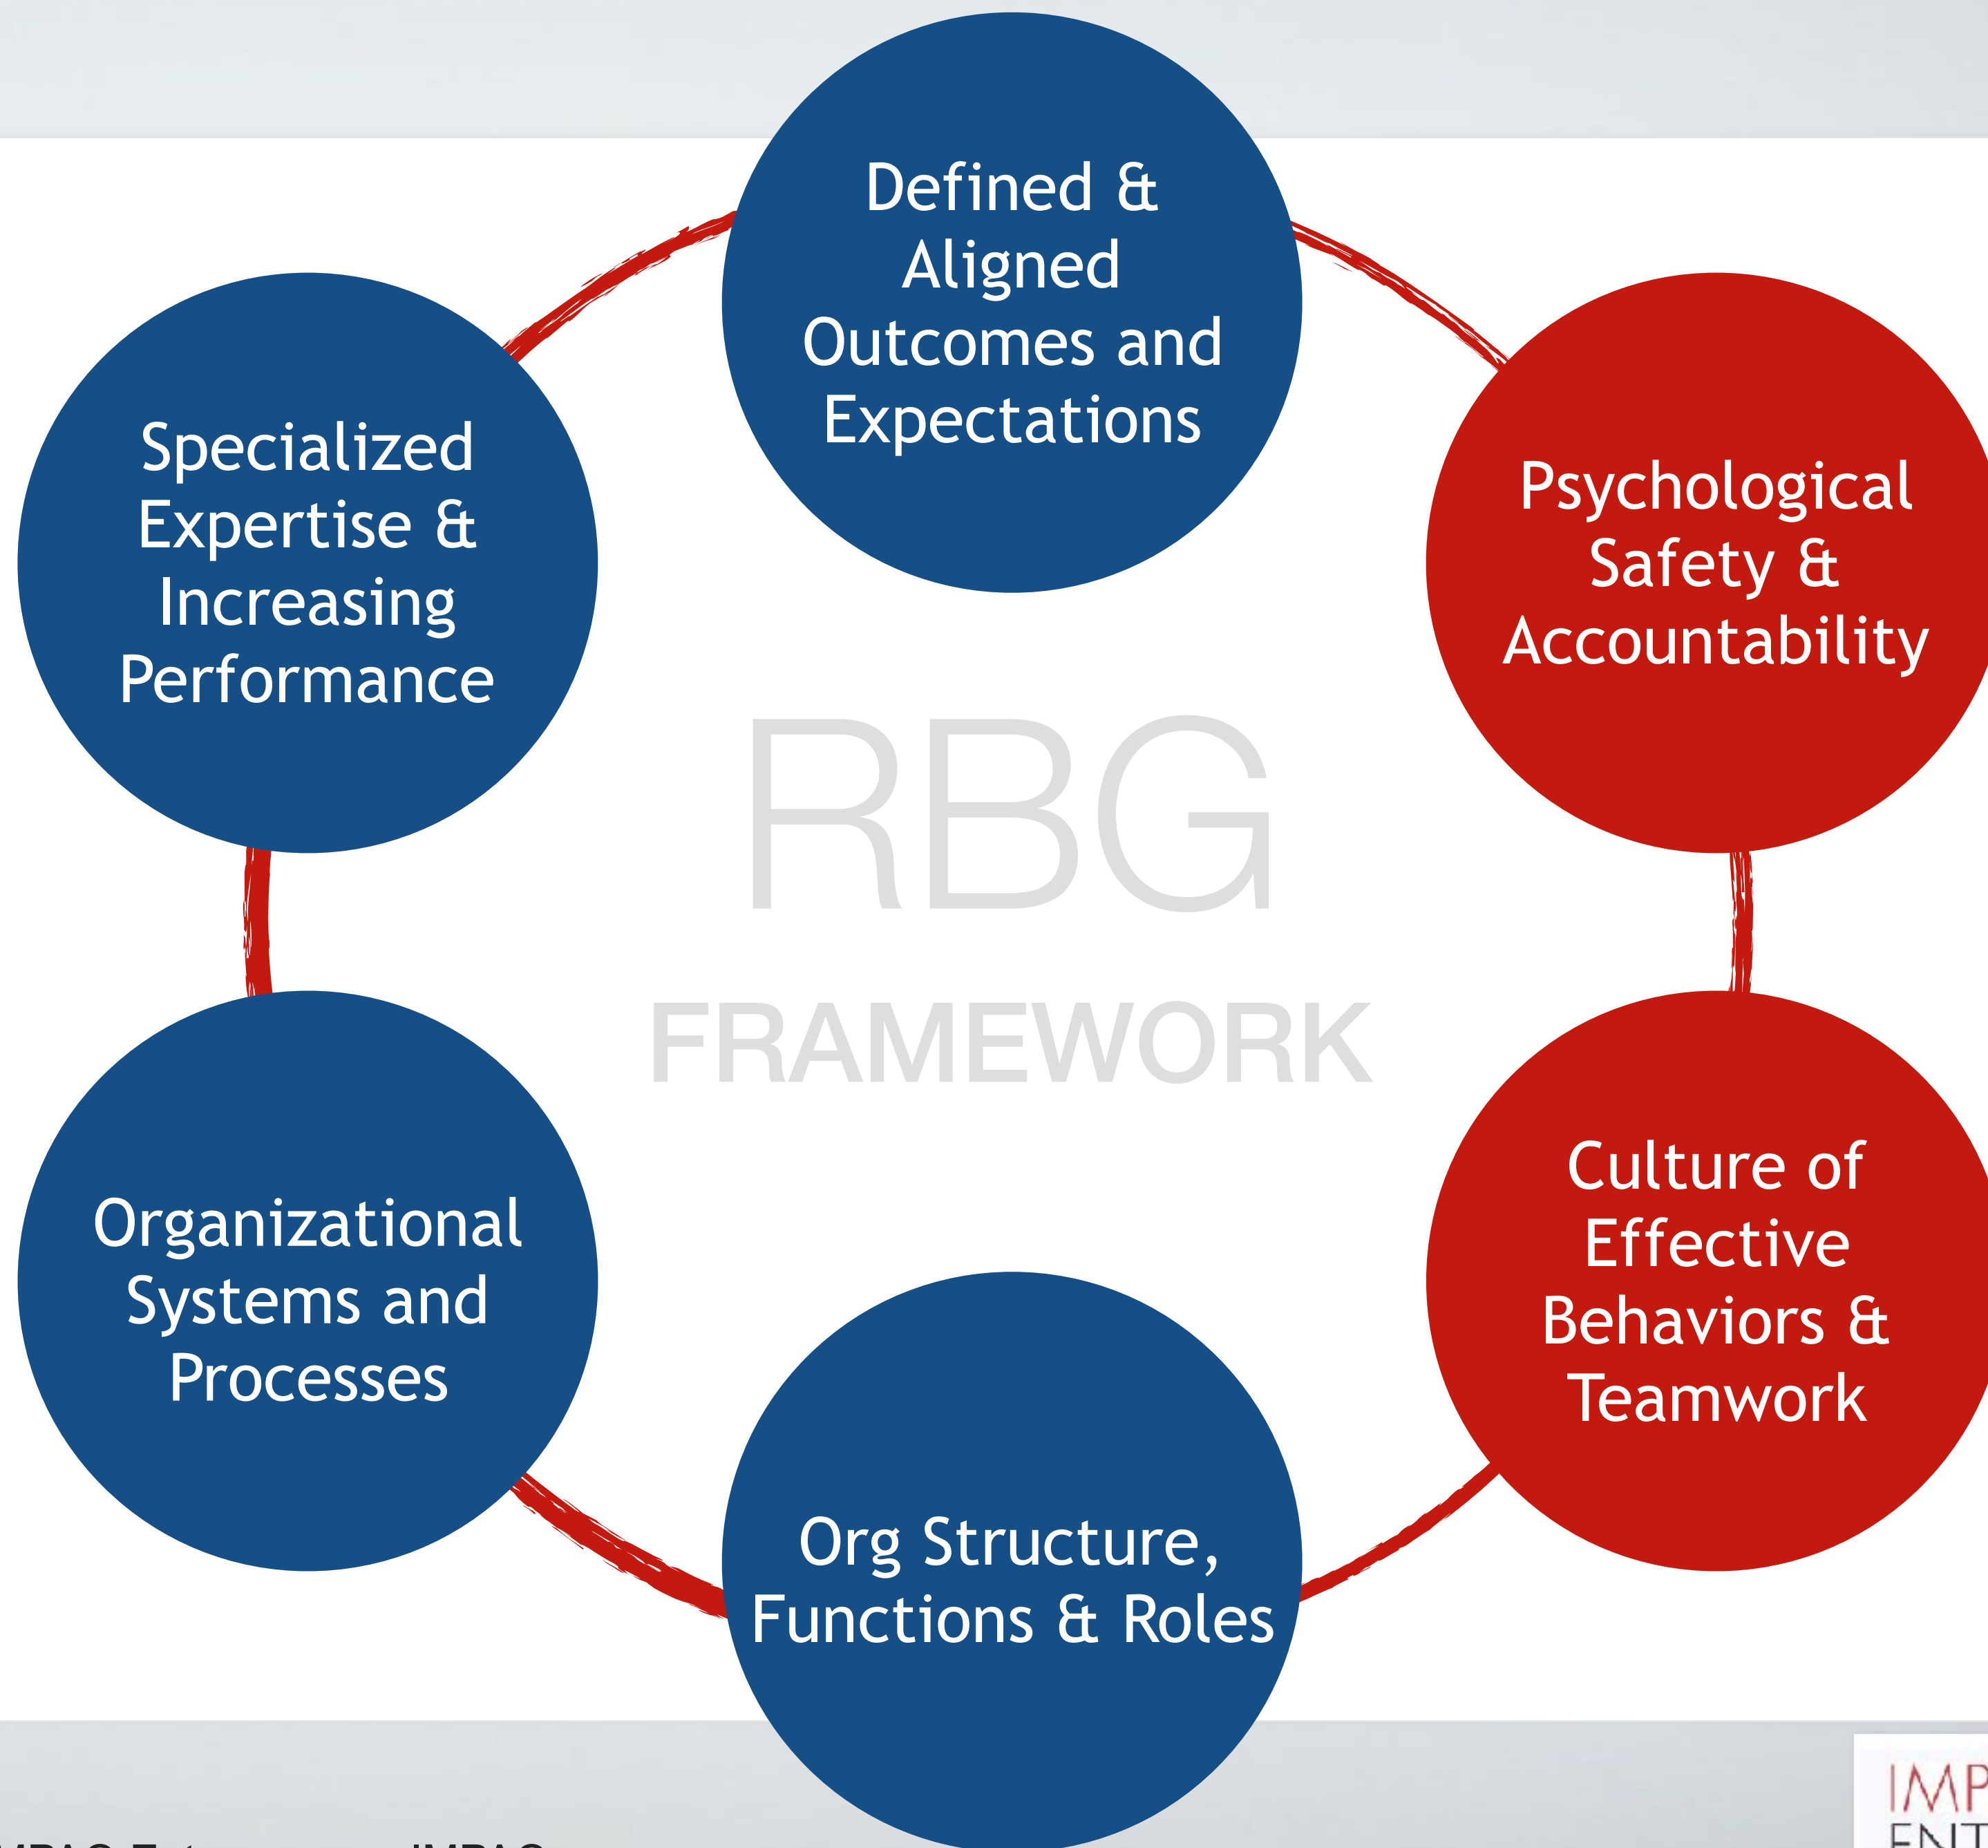 Defined &
Aligned
Outcomes and
Expectations
Specialized
Expertise &
Increasing
Performance
Psychological
Safety &
Accountability
RBG
FRAMEWORK
Organizational
Systems and
Processes
Culture of
Effective
Behaviors &
Teamwork
Org Structure,
Functions & Roles